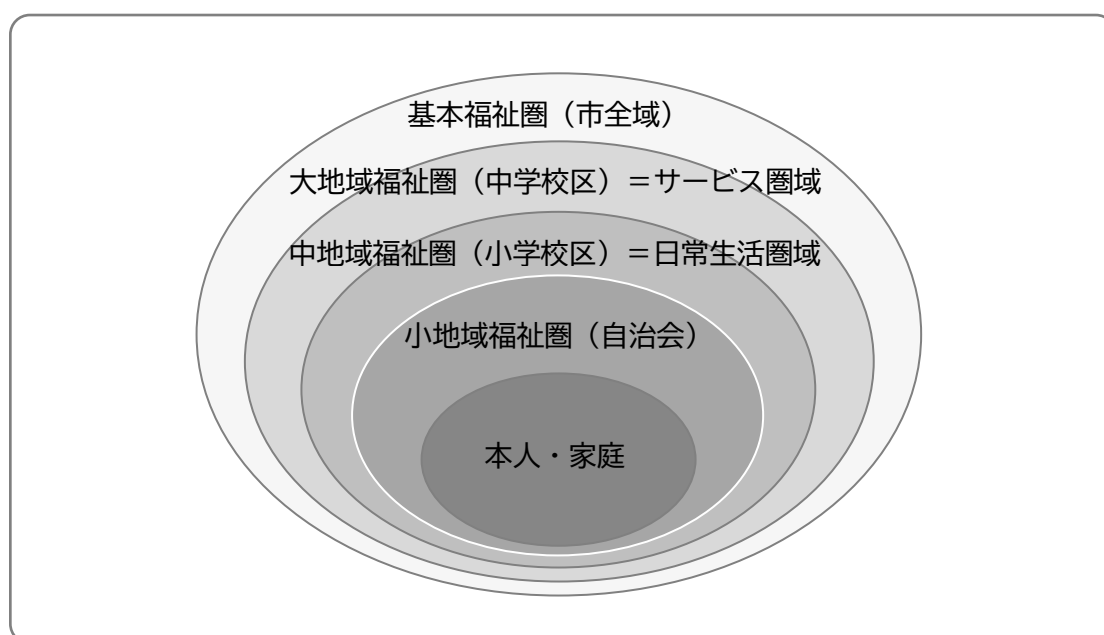 基本福祉圏（市全域）
大地域福祉圏（中学校区）＝サービス圏域
中地域福祉圏（小学校区）＝日常生活圏域
小地域福祉圏（自治会）
本人・家庭